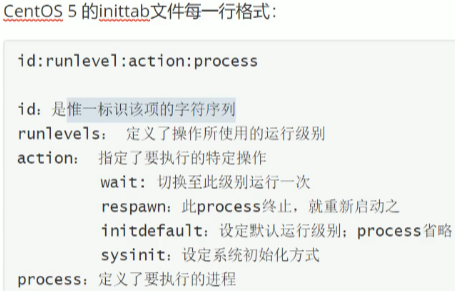 CentOS 5 的inittab文件每一行格式：
id:runlevel:action:process
id：是惟一标识该项的字符序列
runlevels： 定义了操作所使用的运行级别
action： 指定了要执行的特定操作
wait: 切换至此级别运行一次
respawn：此process终止，就重新启动之
initdefault：设定默认运行级别；process省略
sysinit：设定系统初始化方式
process：定义了要执行的进程